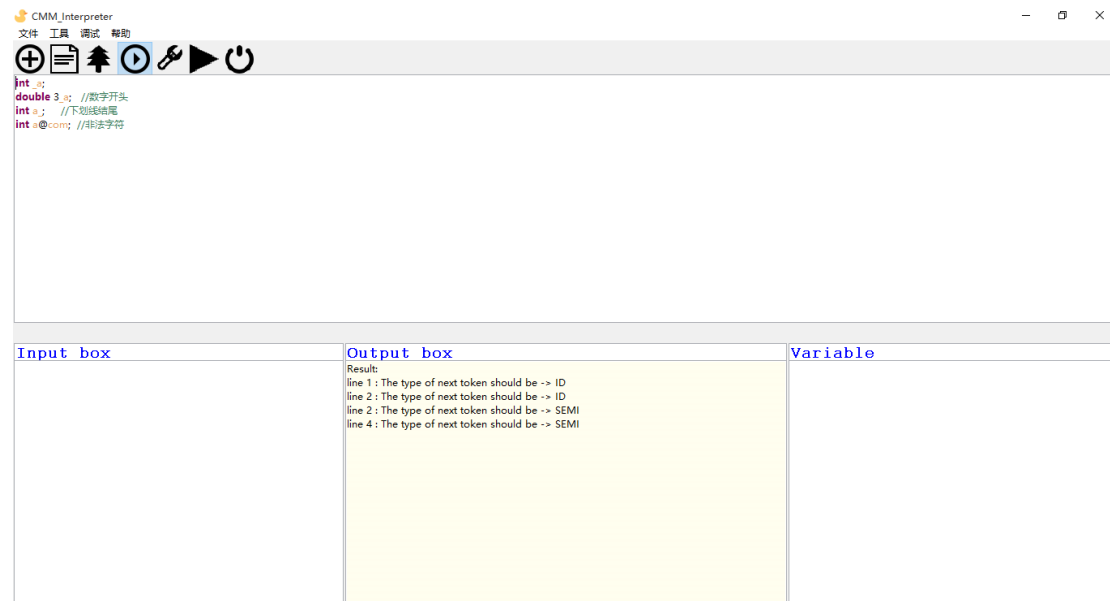 CMM_Interpreter
文件 工具 调试 帮助
int _a;
double 3_a; //数字开头
int a_; //下划线结尾
int a@com; //非法字符
Input box
Output box
Variable
Result:
line 1 : The type of next token should be -> ID
line 2 : The type of next token should be -> ID
line 2 : The type of next token should be -> SEMI
line 4 : The type of next token should be -> SEMI